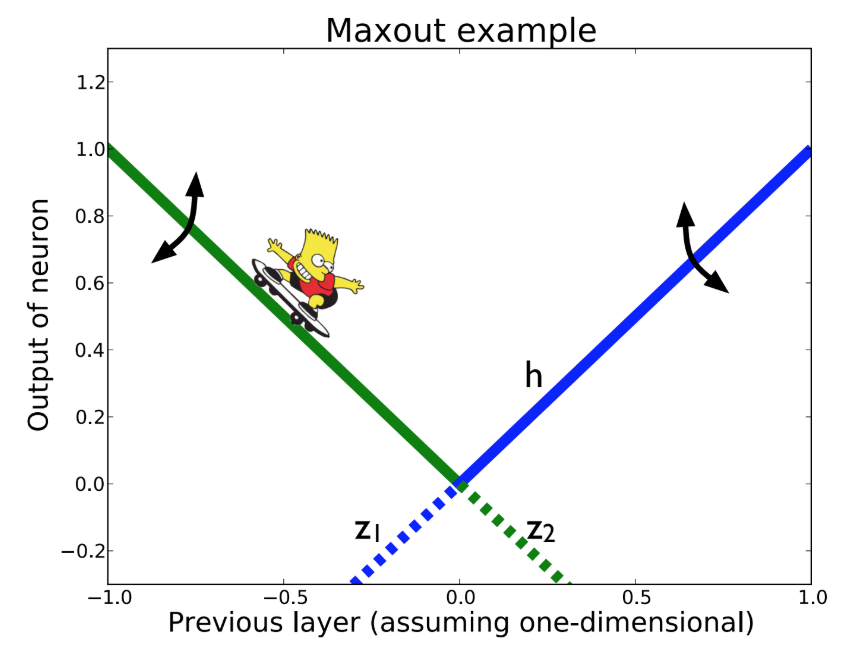 Maxout example
1.2
1.0
0.8
0.6
0.4
0.2
0.0
−0.2
Output of neuron
h
z1
z2
−1.0 −0.5 0.0 0.5 1.0
Previous layer (assuming one-dimensional)